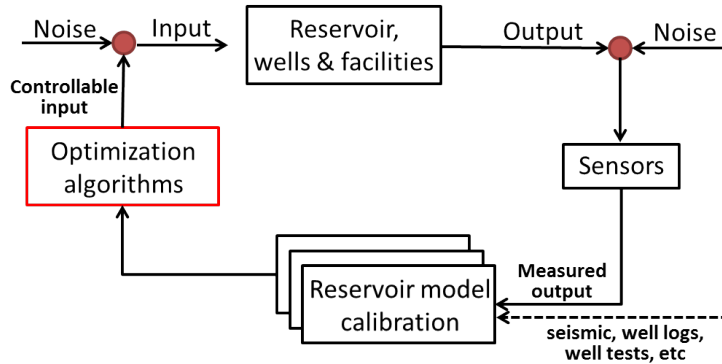 Noise
Input
Reservoir,
wells & facilities
Output
Noise
Controllable
input
Optimization
algorithms
Sensors
Measured
output
Reservoir model
calibration
seismic, well logs,
well tests, etc